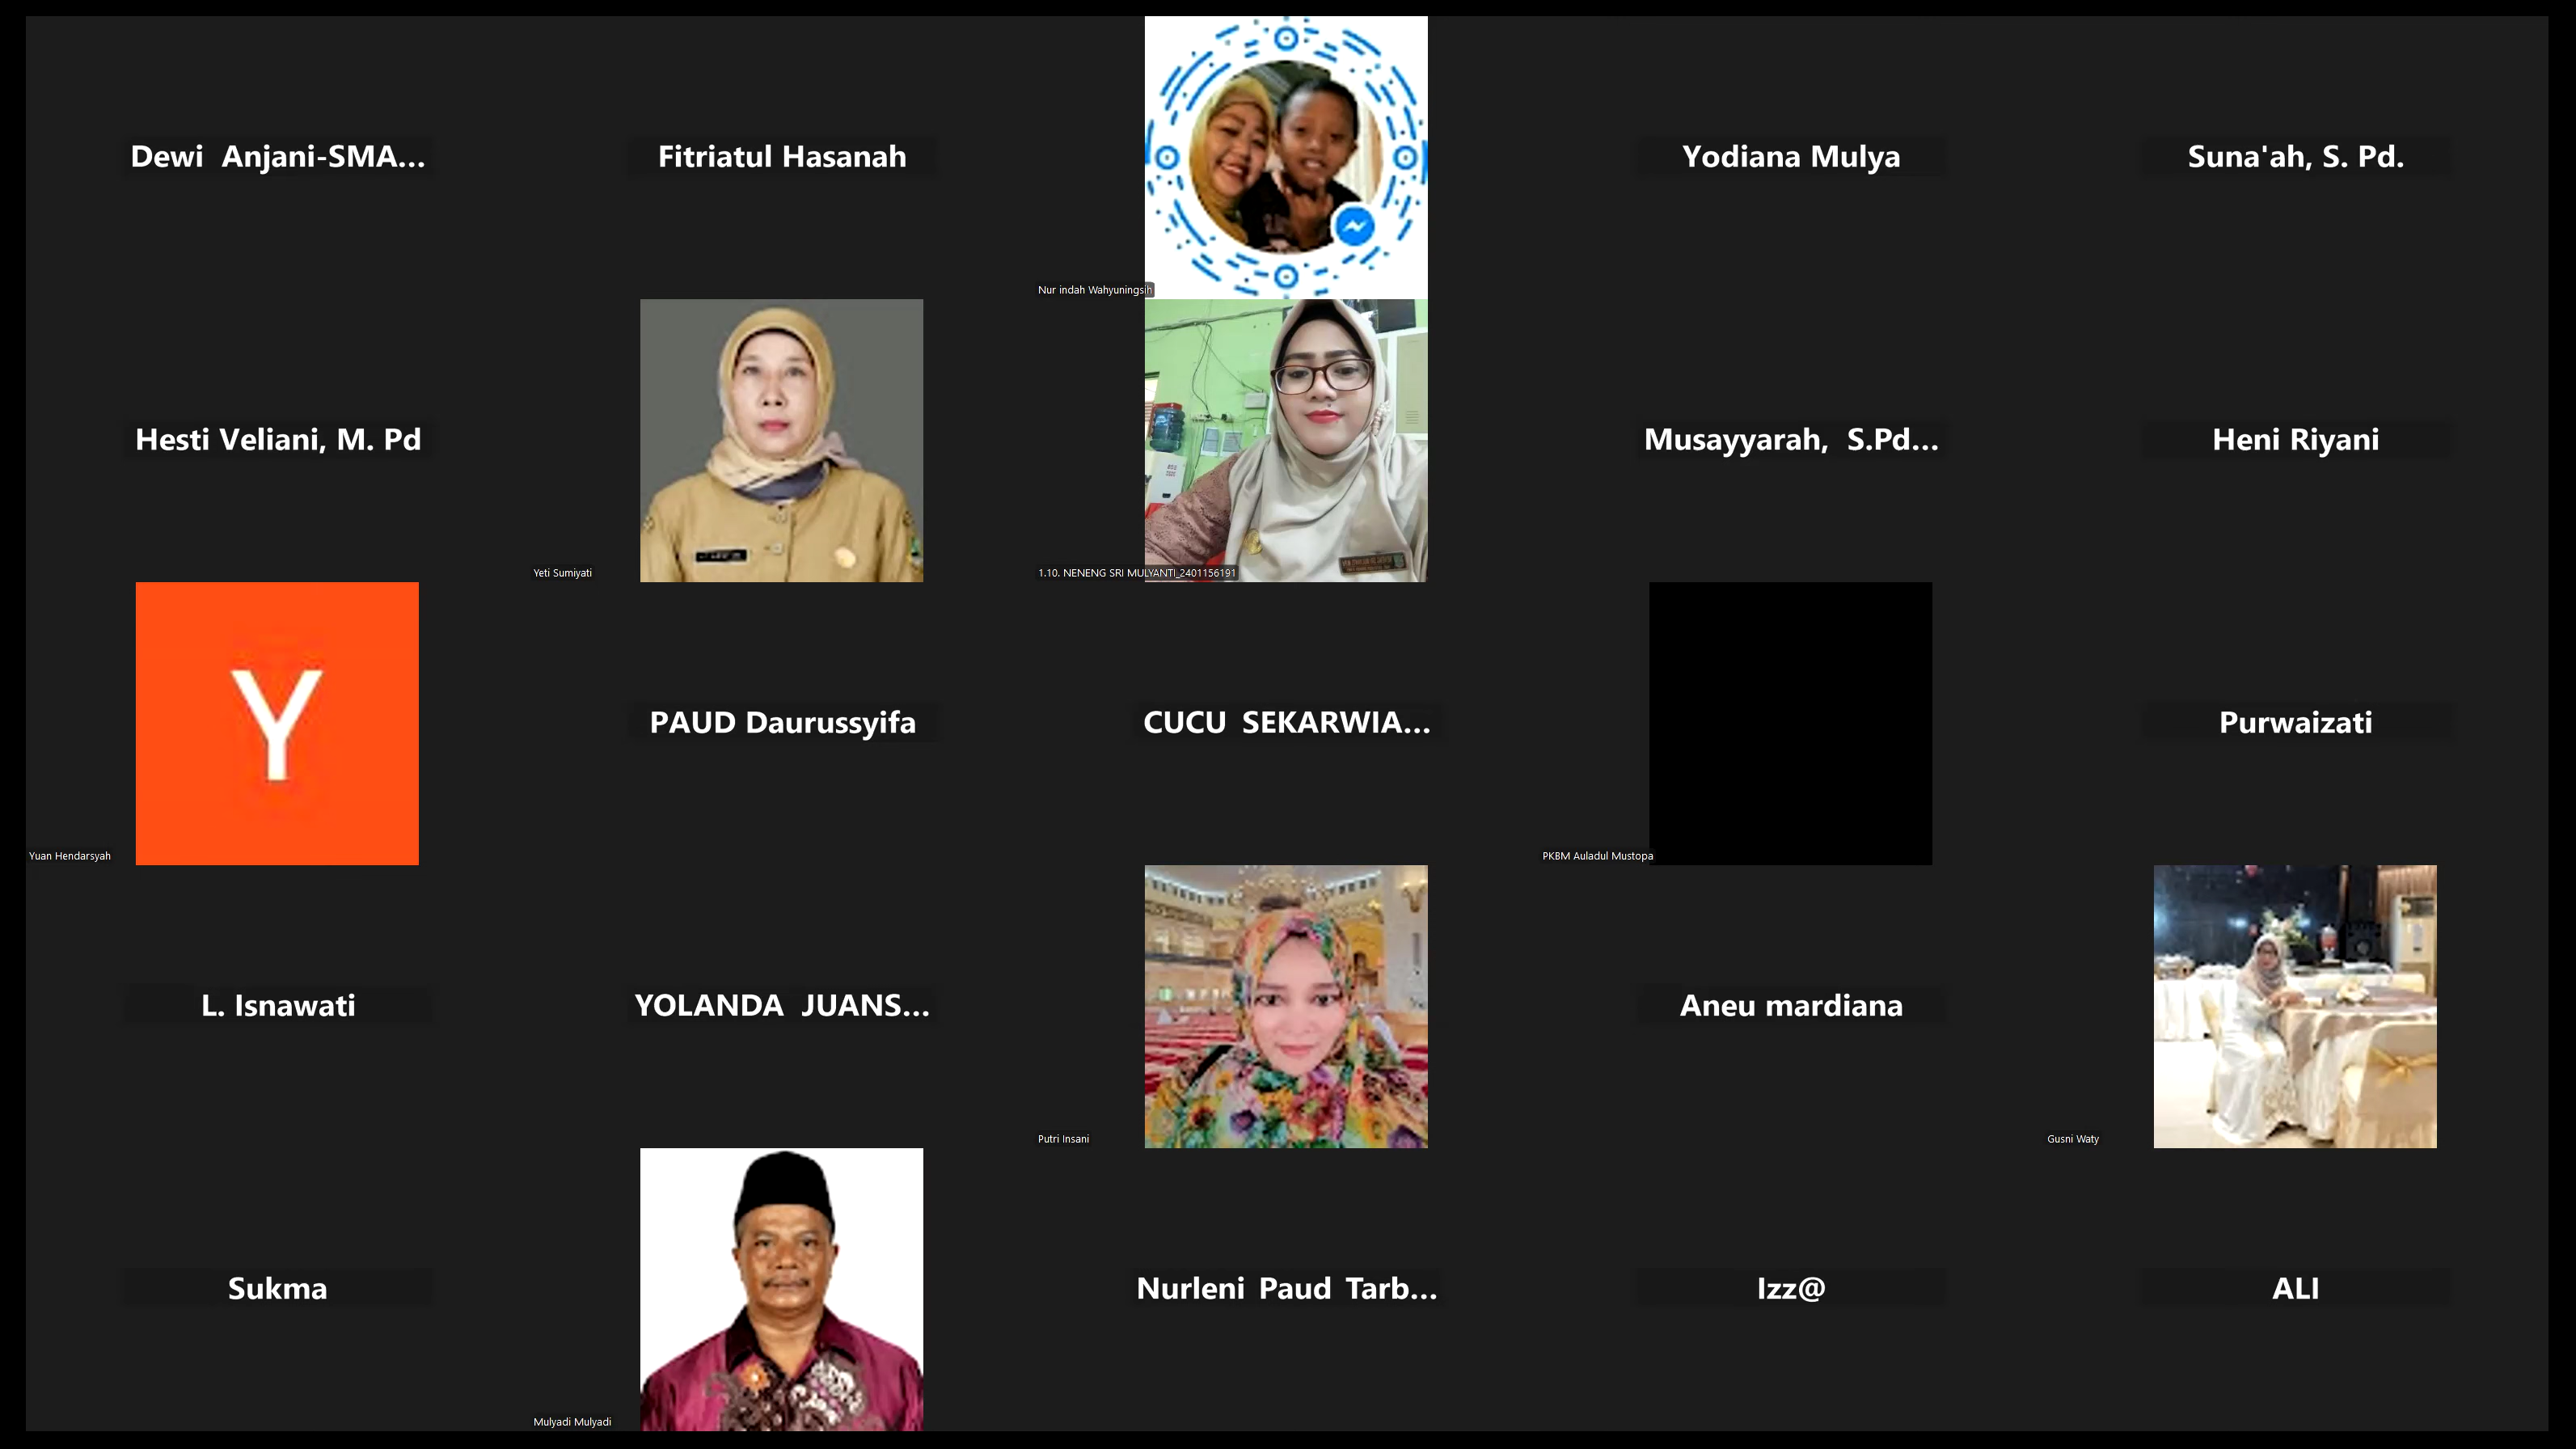 Dewi Anjani-SMA...
Fitriatul Hasanah
Nur indah Wahyuningsih
Yodiana Mulya
Suna'ah, S. Pd.
Hesti Veliani, M. Pd
Yeti Sumiyati
1.10. NENENG SRI MULYANTI_2401156191
Musayyarah, S.Pd...
Heni Riyani
Y
Yuan Hendarsyah
PAUD Daurussyifa
CUCU SEKARWIA...
PKBM Auladul Mustopa
Purwaizati
L. Isnawati
YOLANDA JUANS...
Putri Insani
Aneu mardiana
Gusni Waty
Sukma
Mulyadi Mulyadi
Nurleni Paud Tarb...
Izz@
ALI